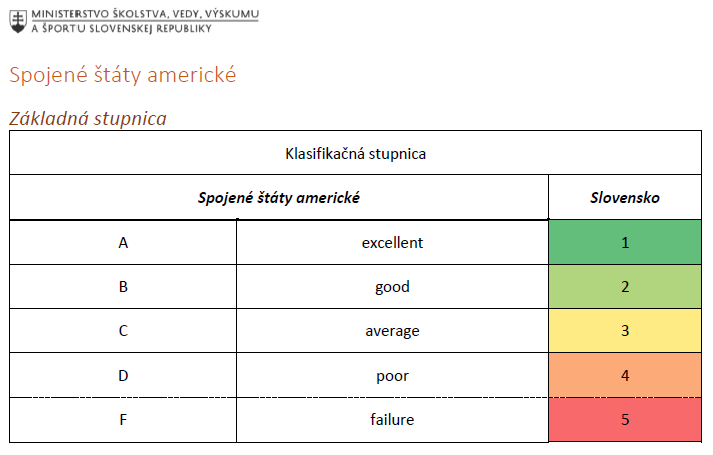 MINISTERSTVO ŠKOLSTVA, VEDY, VÝSKUMU
A ŠPORTU SLOVENSKEJ REPUBLIKY
Spojené štáty americké
Základná stupnica
Klasifikačná stupnica
Spojené štáty americké Slovensko
A excellent 1
B good 2
C average 3
D poor 4
F failure 5